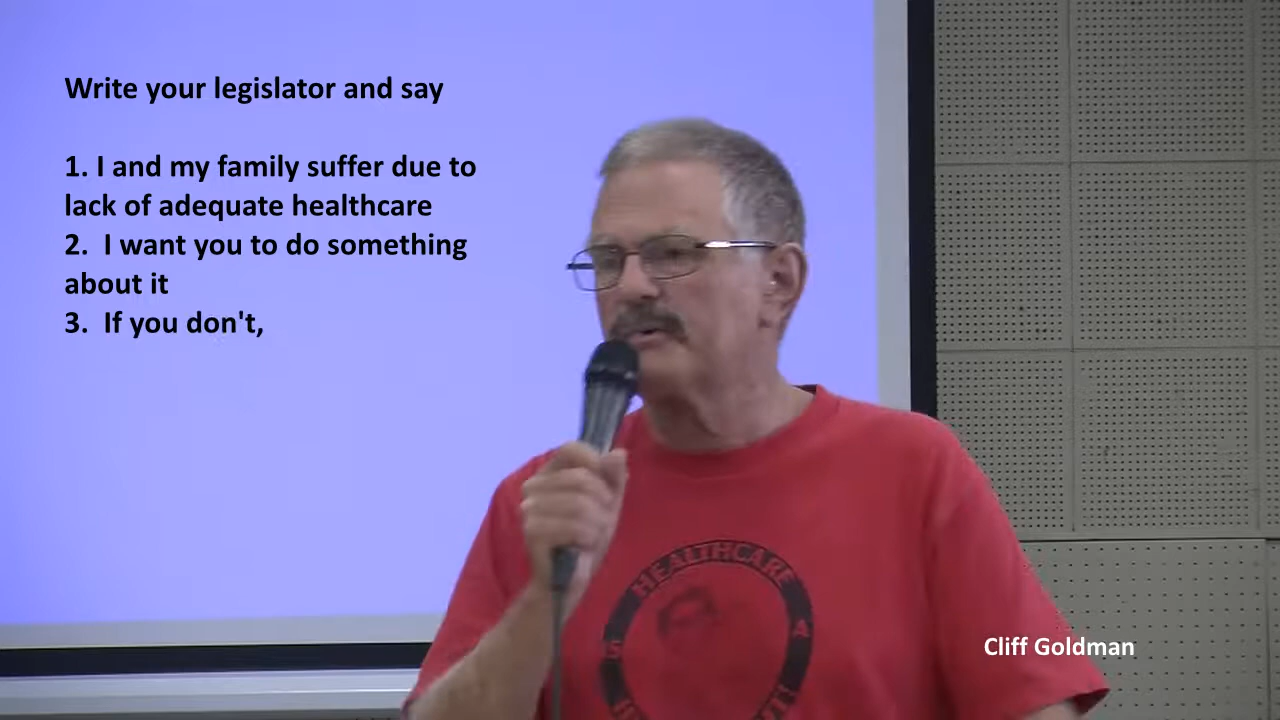 Write your legislator and say
1. I and my family suffer due to
lack of adequate healthcare
2.  I want you to do something
about it
3.  If you don't,
HEALTHCARE
A
Cliff Goldman